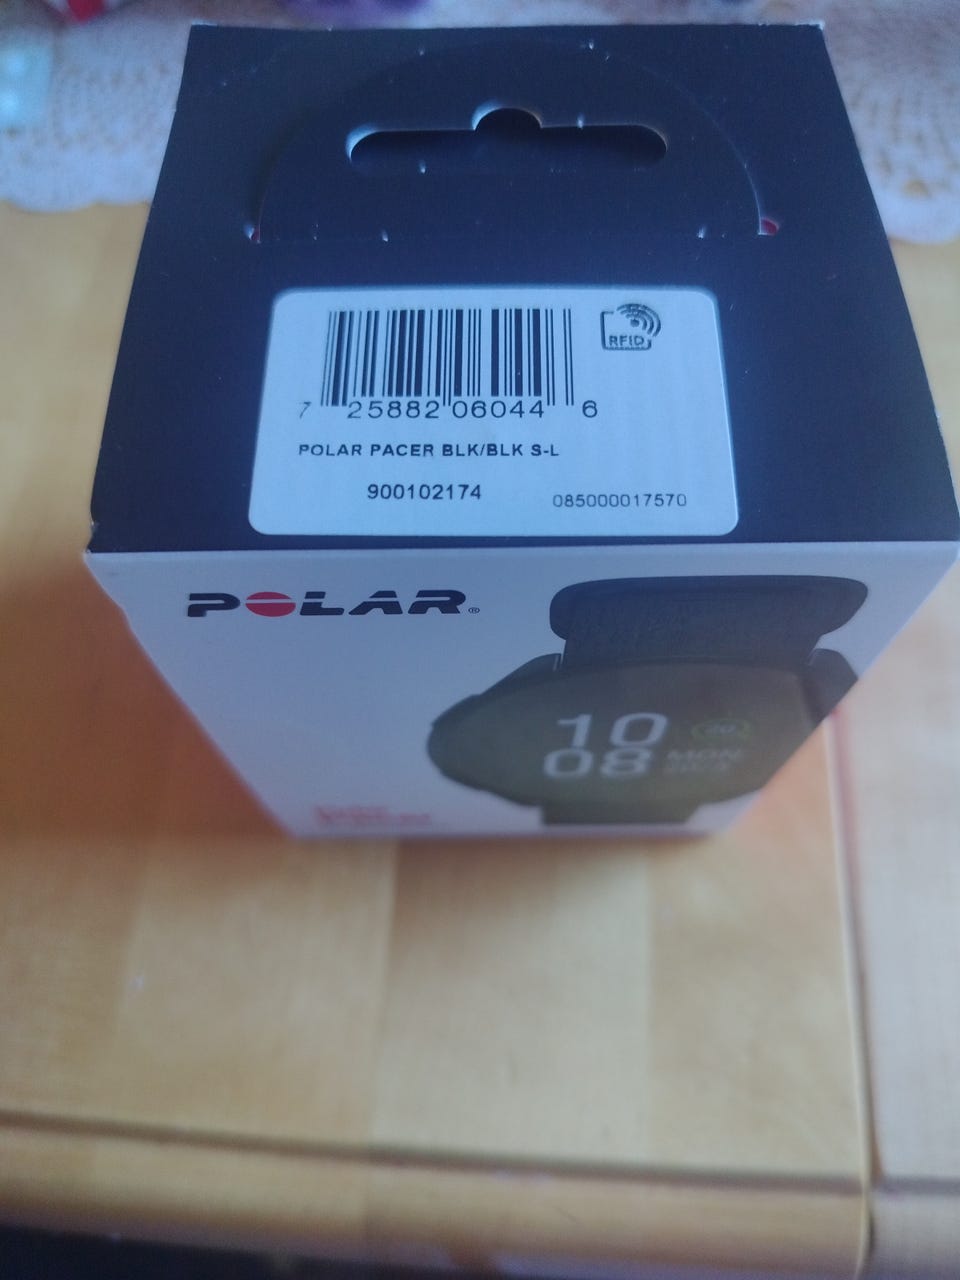 RFID
7 25882 06044 6
POLAR PACER BLK/BLK S-L
900102174 085000017570
POLAR®
10
08 MON